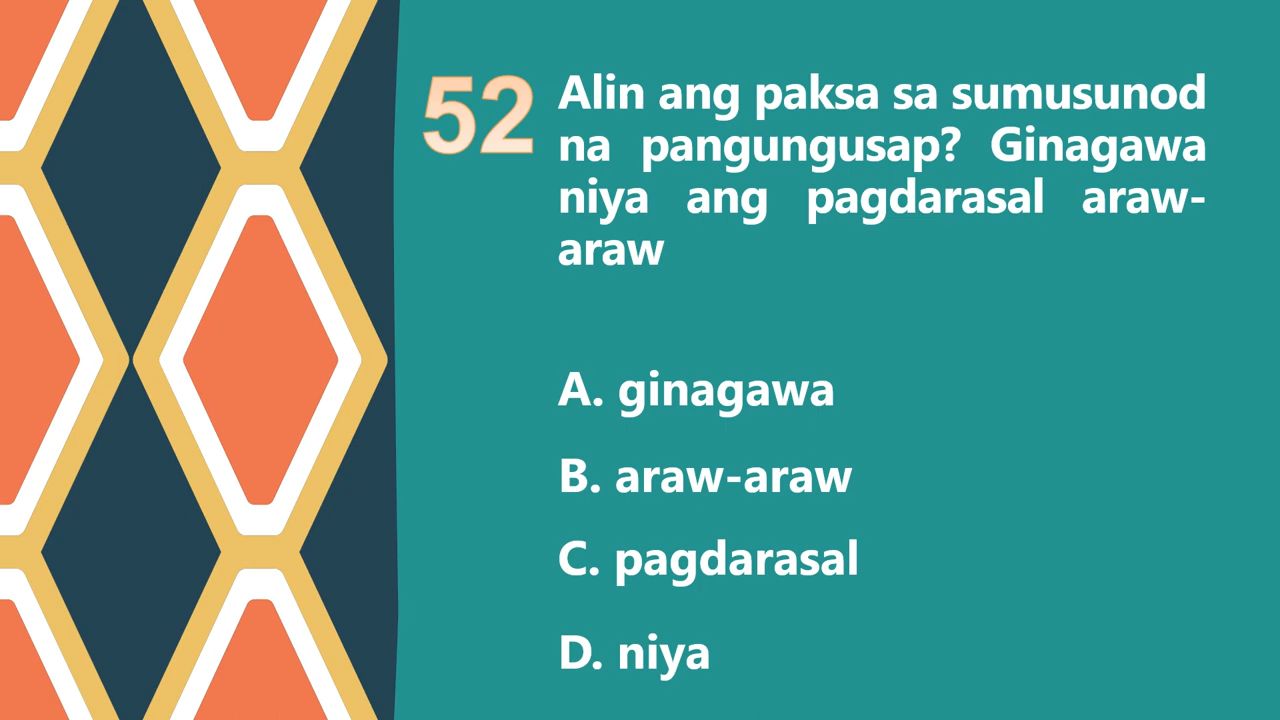 52
Alin ang paksa sa sumusunod
na pangungusap? Ginagawa
niya ang pagdarasal araw-
araw
A. ginagawa
B. araw-araw
C. pagdarasal
D. niya